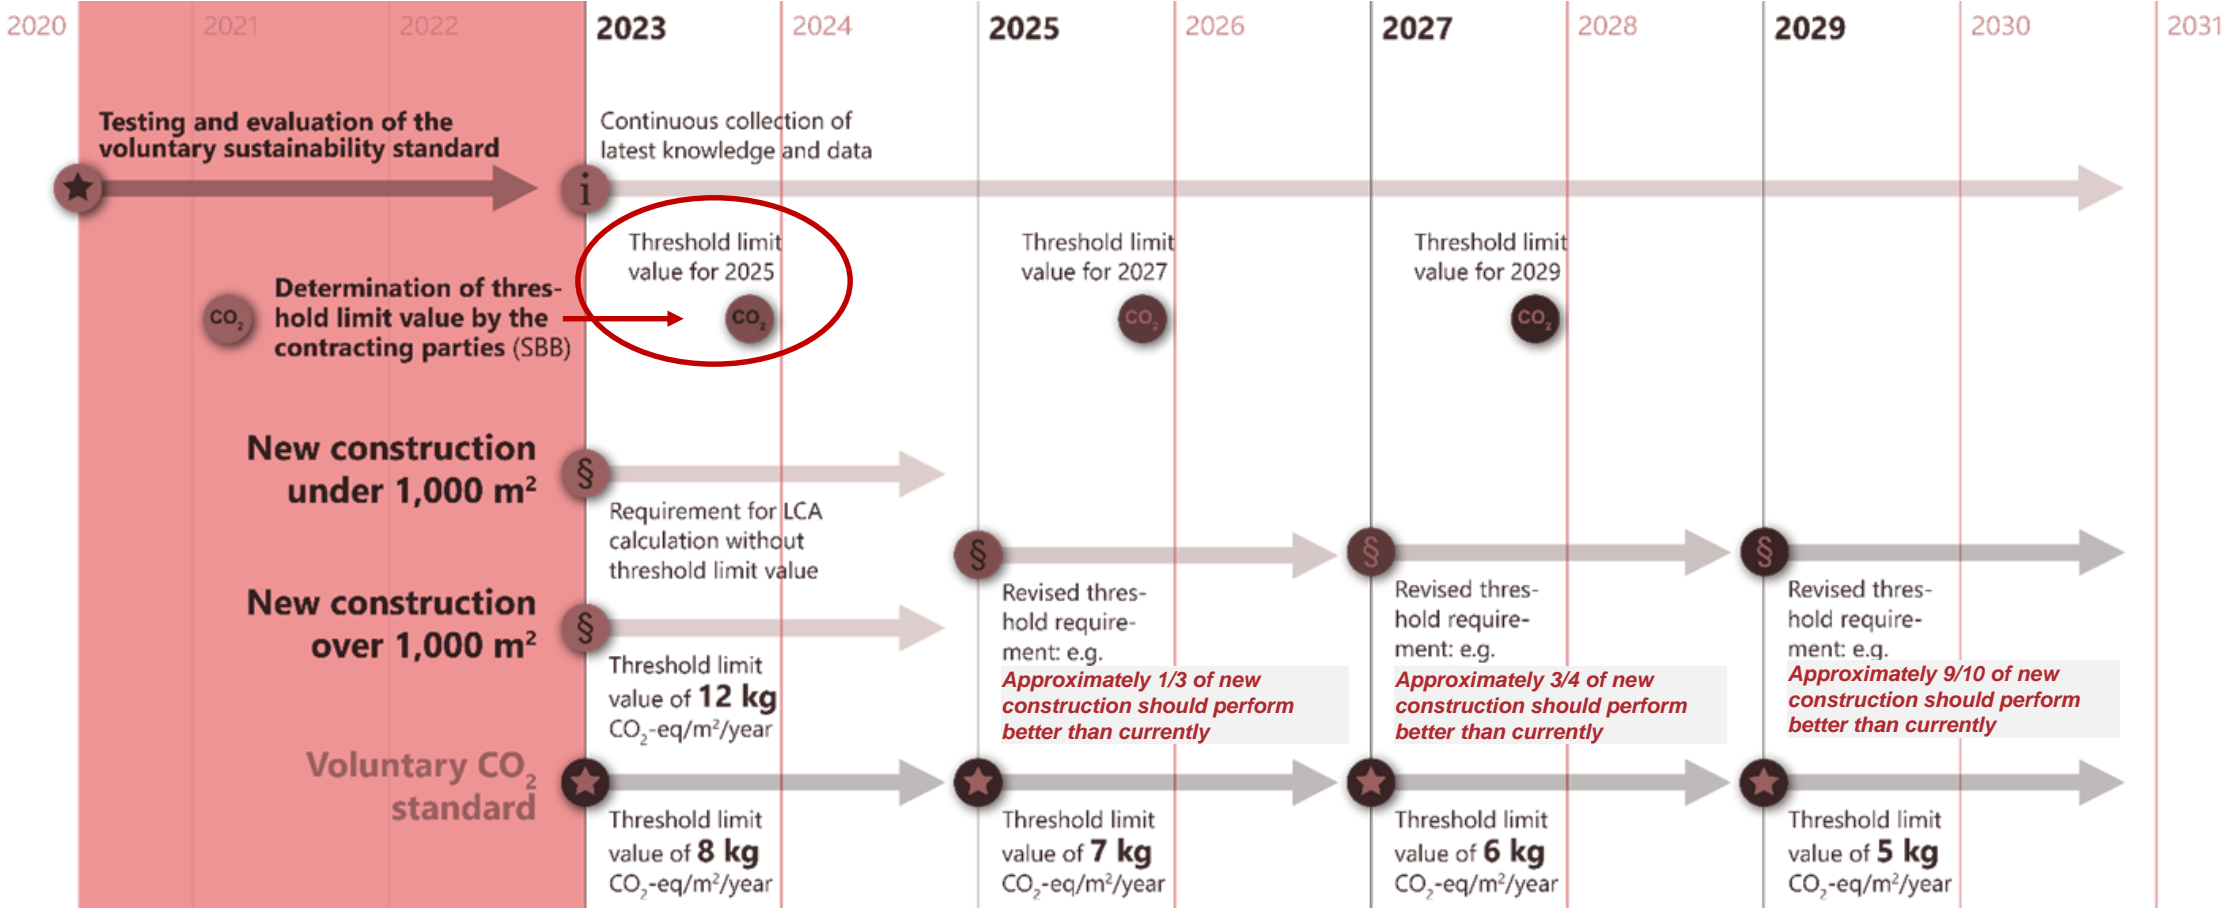 2020 2021 2022 2023 2024 2025 2026 2027 2028 2029 2030 2031
Testing and evaluation of the
voluntary sustainability standard
Continuous collection of
latest knowledge and data
i
Threshold limit
value for 2025
Threshold limit
value for 2027
Threshold limit
value for 2029
CO₂
Determination of thres-
hold limit value by the
contracting parties (SBB)
CO₂
CO₂
CO₂
New construction
under 1,000 m²
§
Requirement for LCA
calculation without
threshold limit value
New construction
over 1,000 m²
§
Threshold limit
value of 12 kg
CO₂-eq/m²/year
§
Revised thres-
hold require-
ment: e.g.
Approximately 1/3 of new
construction should perform
better than currently
§
Revised thres-
hold require-
ment: e.g.
Approximately 3/4 of new
construction should perform
better than currently
§
Revised thres-
hold require-
ment: e.g.
Approximately 9/10 of new
construction should perform
better than currently
Voluntary CO₂
standard
Threshold limit
value of 8 kg
CO₂-eq/m²/year
Threshold limit
value of 7 kg
CO₂-eq/m²/year
Threshold limit
value of 6 kg
CO₂-eq/m²/year
Threshold limit
value of 5 kg
CO₂-eq/m²/year